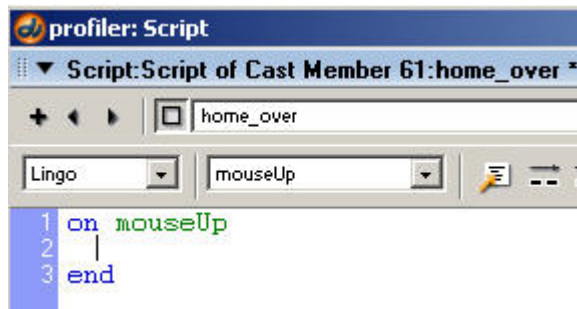 profiler: Script
Script:Script of Cast Member 61:home_over *
home_over
Lingo mouseUp
1 on mouseUp
2
3 end